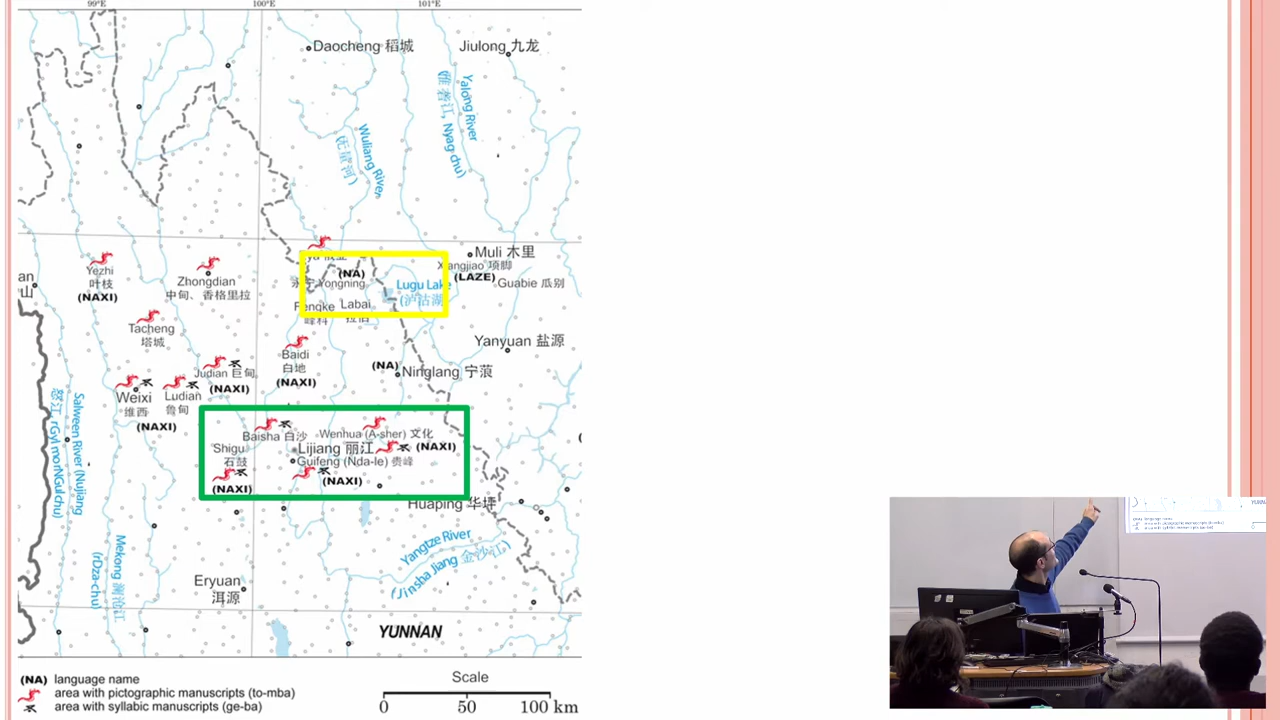 99°E 100°E 101°E
Daocheng 稻城
Jiulong 九龙
Yalong River
(雅砻江, Nyag chu)
Wuliang River
(无量河)
Muli 木里
Xiangjiao 项脚
(LAZE)
Guabie 瓜别
(NA)
Yongning
Lugu Lake
(泸沽湖
Labai
Fengke
Yezhi
叶枝
(NAXI)
Zhongdian
中甸、香格里拉
Tacheng
塔城
Yanyuan 盐源
Baidi
白地
(NAXI)
(NA)
Ninglang 宁蒗
Judian 巨甸
(NAXI)
Weixi
维西
Ludian
鲁甸
(NAXI)
Baisha 白沙
Wenhua (A-sher) 文化
Shigu
石鼓
Lijiang 丽江
(NAXI)
Guifeng (Nda-le) 贵峰
(NAXI)
(NAXI)
Huaping 华坪
Salween River (Nujiang
Mekong 澜沧江
(rDza-chu)
Yangtze River
(Jinsha Jiang 金沙江)
Eryuan
洱源
YUNNAN
(NA) language name
area with pictographic manuscripts (to-mba)
area with syllabic manuscripts (ge-ba)
Scale
0 50 100 km